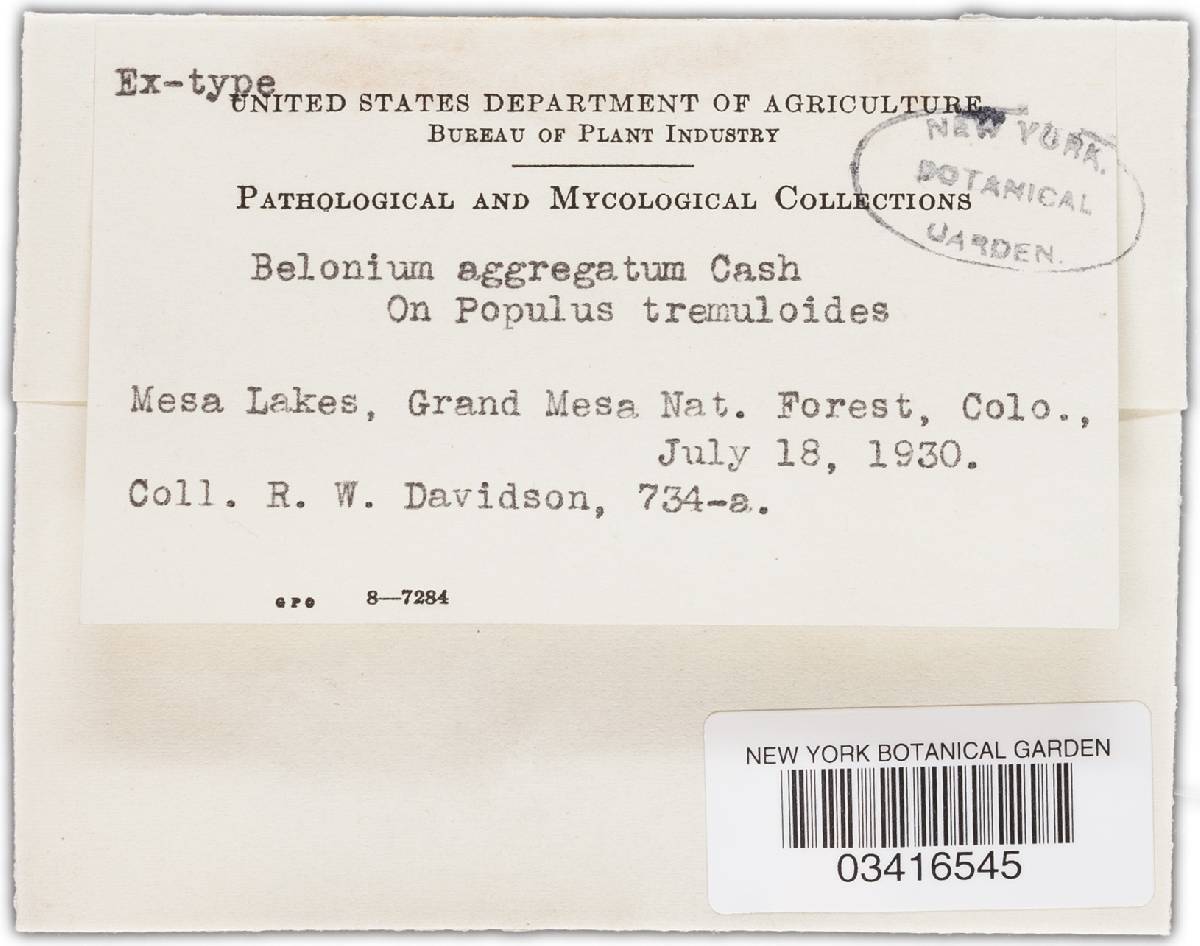 Ex-type
UNITED STATES DEPARTMENT OF AGRICULTURE
BUREAU OF PLANT INDUSTRY
PATHOLOGICAL AND MYCOLOGICAL COLLECTIONS
NEW YORK.
BOTANICAL
GARDEN.
Belonium aggregatum Cash
On Populus tremuloides
Mesa Lakes, Grand Mesa Nat. Forest, Colo.,
July 18, 1930.
Coll. R. W. Davidson, 734-a.
GPO 8—7284
NEW YORK BOTANICAL GARDEN
03416545